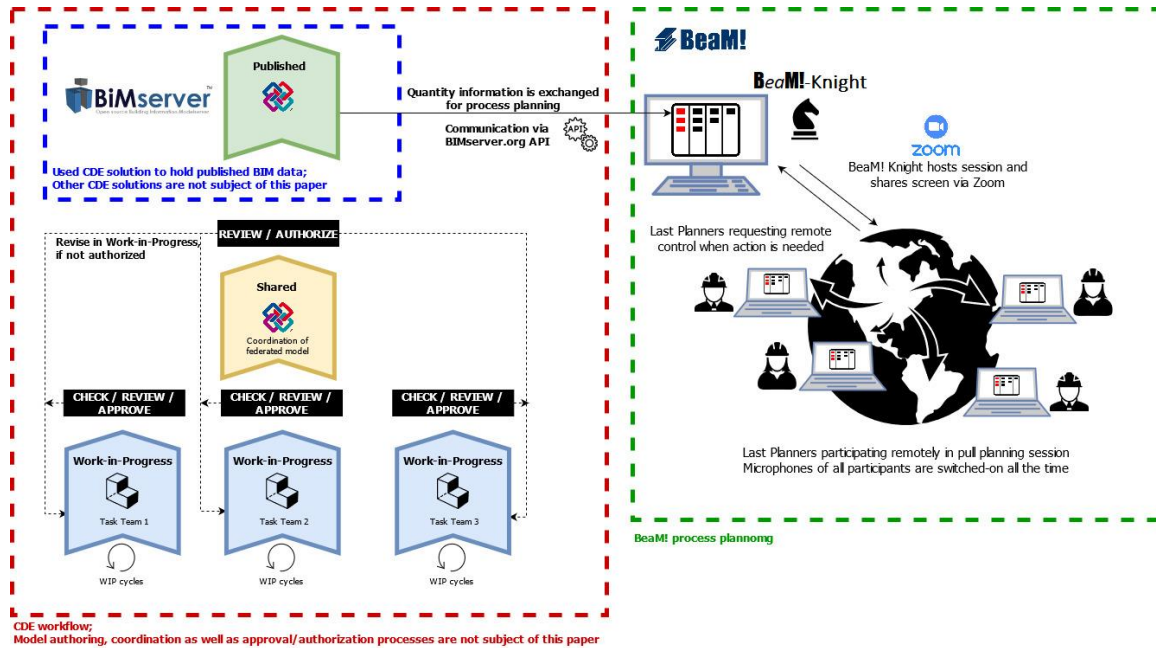 BiMserver
Open source Building Information Modelserver
Published
Used CDE solution to hold published BIM data;
Other CDE solutions are not subject of this paper
Quantity information is exchanged
for process planning
Communication via
BIMserver.org API
API
BeaM!
BeaM!-Knight
zoom
BeaM! Knight hosts session and
shares screen via Zoom
Last Planners requesting remote
control when action is needed
Last Planners participating remotely in pull planning session
Microphones of all participants are switched-on all the time
BeaM! process plannomg
REVIEW / AUTHORIZE
Revise in Work-in-Progress,
if not authorized
Shared
Coordination of
federated model
CHECK / REVIEW /
APPROVE
CHECK / REVIEW /
APPROVE
CHECK / REVIEW /
APPROVE
Work-in-Progress
Task Team 1
WIP cycles
Work-in-Progress
Task Team 2
WIP cycles
Work-in-Progress
Task Team 3
WIP cycles
CDE workflow;
Model authoring, coordination as well as approval/authorization processes are not subject of this paper